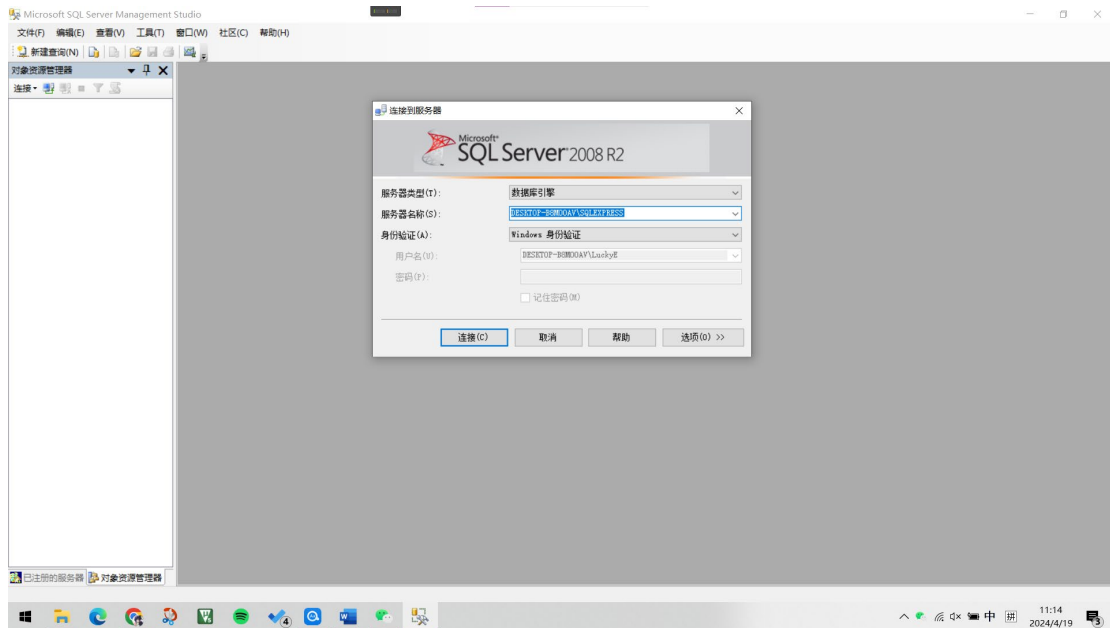 Microsoft SQL Server Management Studio
文件(F) 编辑(E) 查看(V) 工具(T) 窗口(W) 社区(C) 帮助(H)
新建查询(N)
对象资源管理器
连接
连接到服务器
Microsoft
SQL Server 2008 R2
服务器类型(T): 数据库引擎
服务器名称(S): DESKTOP-B8MOOAV\SQLEXPRESS
身份验证(A): Windows 身份验证
用户名(U): DESKTOP-B8MOOAV\LuckyE
密码(P):
记住密码(M)
连接(C) 取消 帮助 选项(O) >>
已注册的服务器 对象资源管理器
4
W
中 拼 11:14
2024/4/19
3